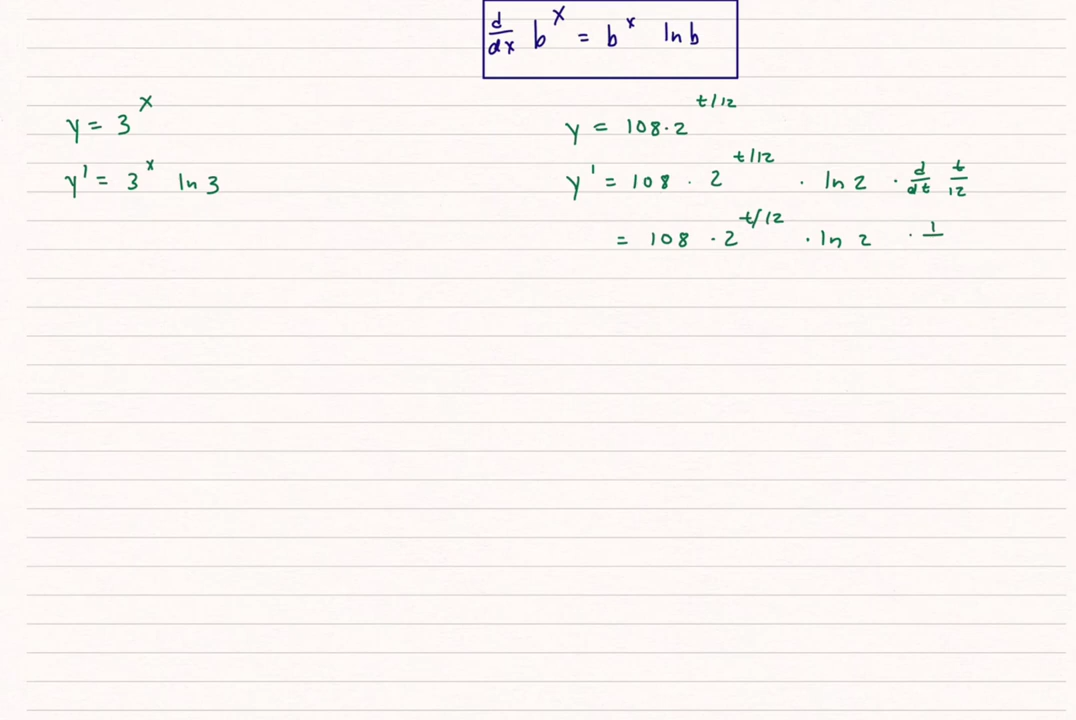 d/dx b^x = b^x ln b
y = 3^x
y' = 3^x ln 3
y = 108 · 2^t/12
y' = 108 · 2^t/12 · ln 2 · d/dt t/12
= 108 · 2^t/12 · ln 2 · 1/